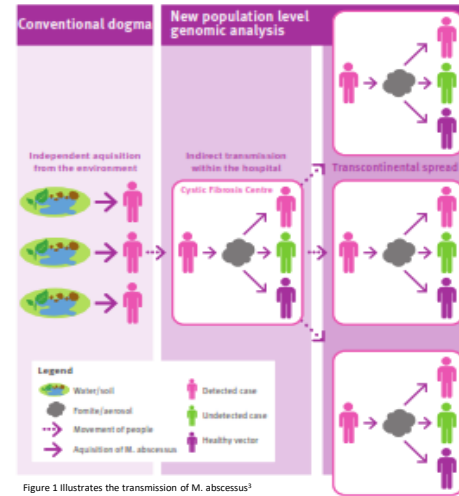 Conventional dogma
New population level
genomic analysis
Independent aquisition
from the environment
Indirect transmission
within the hospital
Transcontinental spread
Cystic Fibrosis Centre
Legend
Water/soil
Fomite/aerosol
Movement of people
Aquisition of M. abscessus
Detected case
Undetected case
Healthy vector
Figure 1 Illustrates the transmission of M. abscessus³